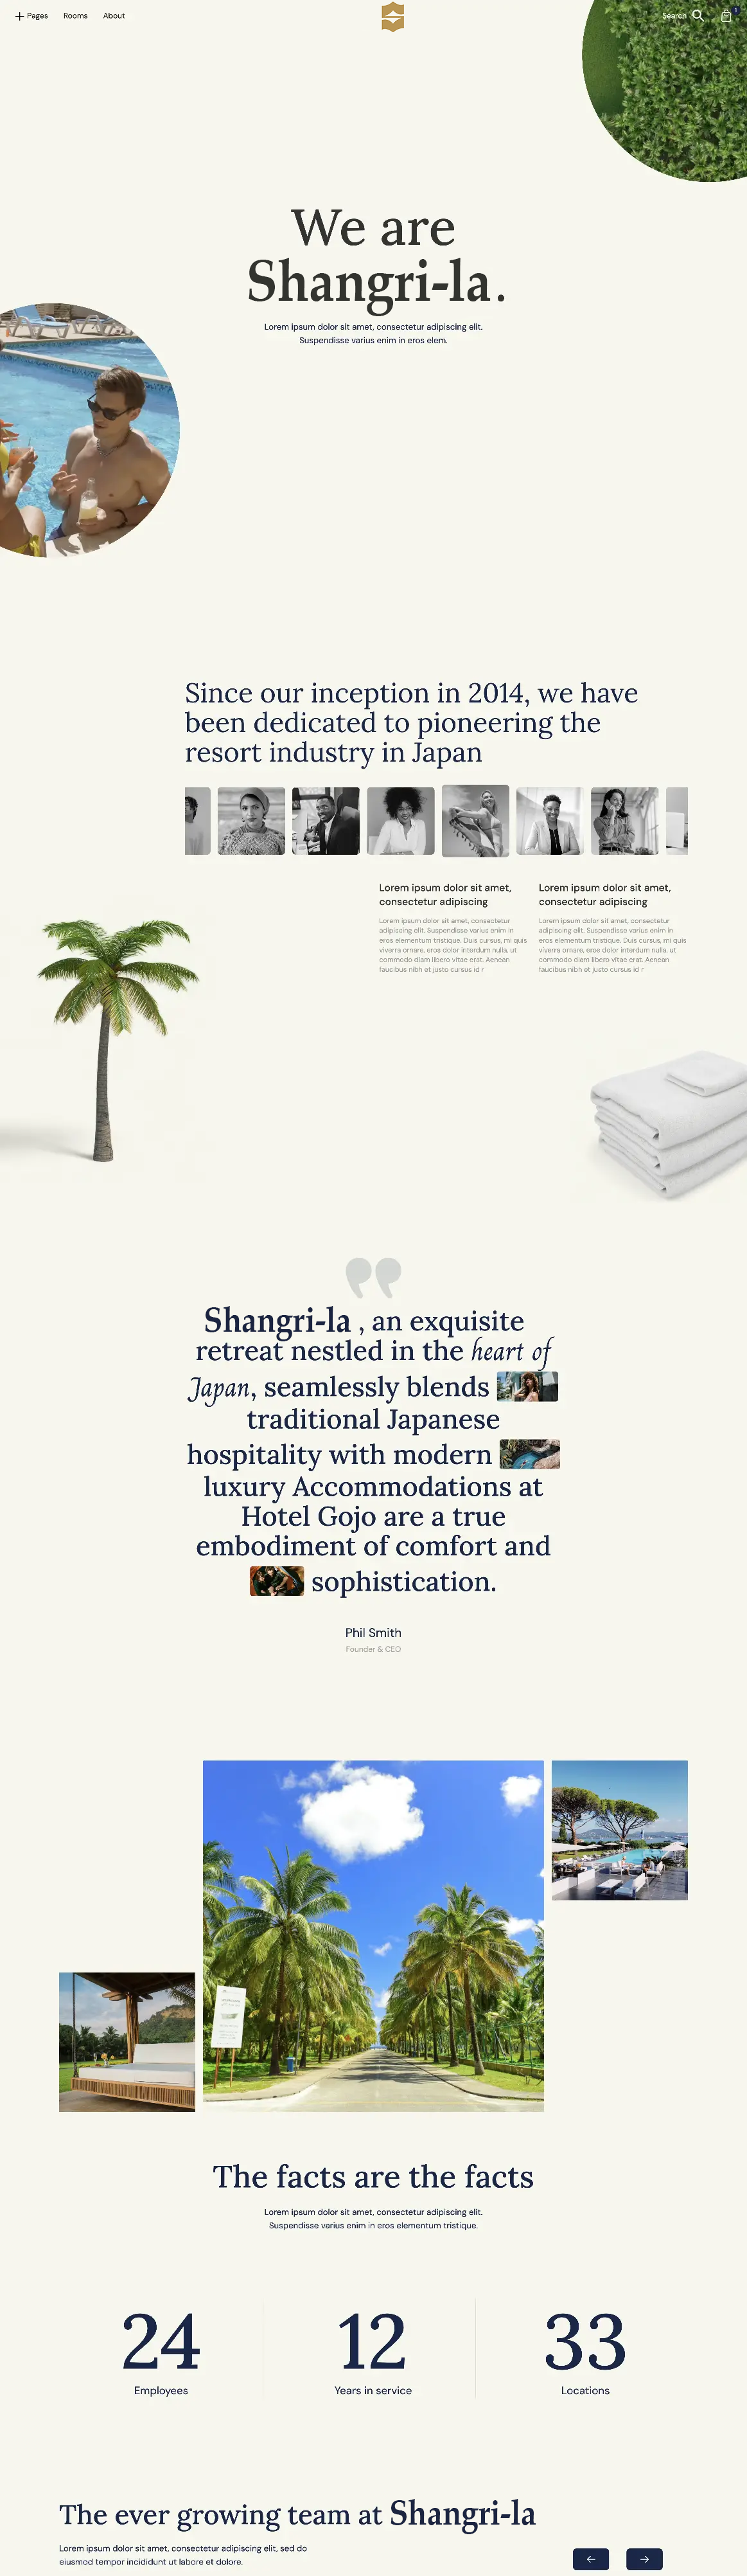 Pages Rooms About
Search
1
We are
Shangri-la.
Lorem ipsum dolor sit amet, consectetur adipiscing elit.
Suspendisse varius enim in eros elem.
Since our inception in 2014, we have
been dedicated to pioneering the
resort industry in Japan
Lorem ipsum dolor sit amet,
consectetur adipiscing
Lorem ipsum dolor sit amet, consectetur
adipiscing elit. Suspendisse varius enim in
eros elementum tristique. Duis cursus, mi quis
viverra ornare, eros dolor interdum nulla, ut
commodo diam libero vitae erat. Aenean
faucibus nibh et justo cursus id r
Lorem ipsum dolor sit amet,
consectetur adipiscing
Lorem ipsum dolor sit amet, consectetur
adipiscing elit. Suspendisse varius enim in
eros elementum tristique. Duis cursus, mi quis
viverra ornare, eros dolor interdum nulla, ut
commodo diam libero vitae erat. Aenean
faucibus nibh et justo cursus id r
Shangri-la , an exquisite
retreat nestled in the heart of
Japan, seamlessly blends
traditional Japanese
hospitality with modern
luxury Accommodations at
Hotel Gojo are a true
embodiment of comfort and
sophistication.
Phil Smith
Founder & CEO
The facts are the facts
Lorem ipsum dolor sit amet, consectetur adipiscing elit.
Suspendisse varius enim in eros elementum tristique.
24
Employees
12
Years in service
33
Locations
The ever growing team at Shangri-la
Lorem ipsum dolor sit amet, consectetur adipiscing elit, sed do
eiusmod tempor incididunt ut labore et dolore.